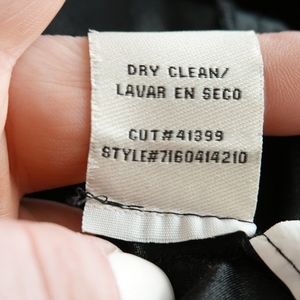 DRY CLEAN/
LAVAR EN SECO
CUT#41399
STYLE#7160414210